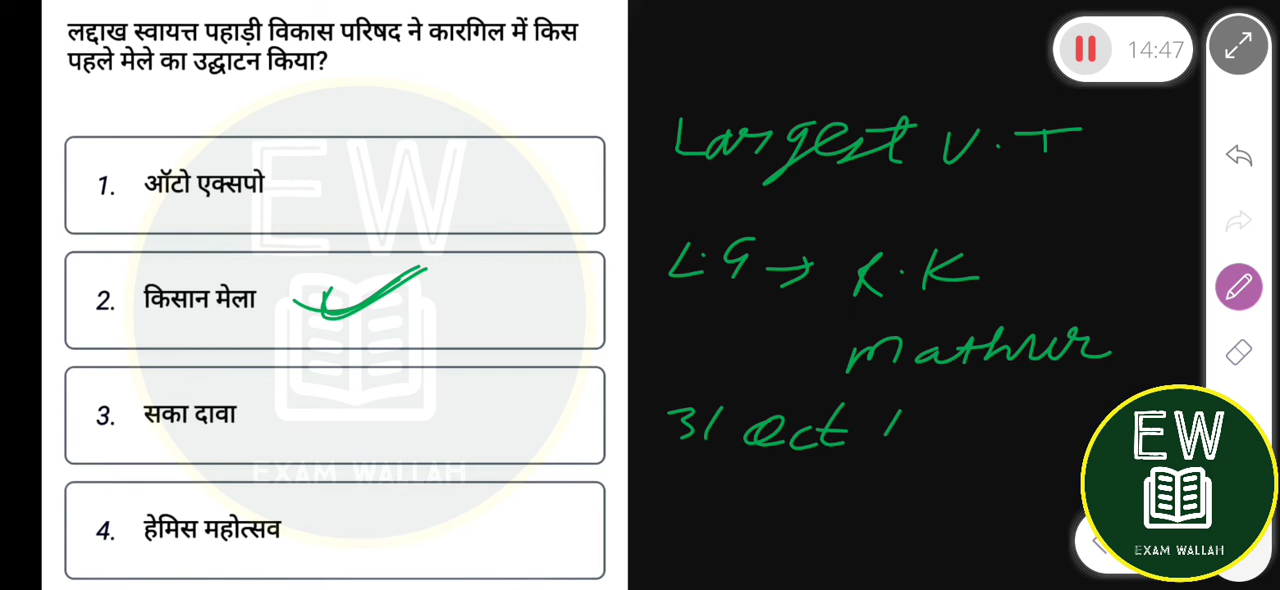 लद्दाख स्वायत्त पहाड़ी विकास परिषद ने कारगिल में किस
पहले मेले का उद्घाटन किया?
1. ऑटो एक्सपो
2. किसान मेला
3. सका दावा
4. हेमिस महोत्सव
EW
EXAM WALLAH
14:47
Largest U.T
L.G → R.K
Mathur
31 Oct 1
EW
EXAM WALLAH